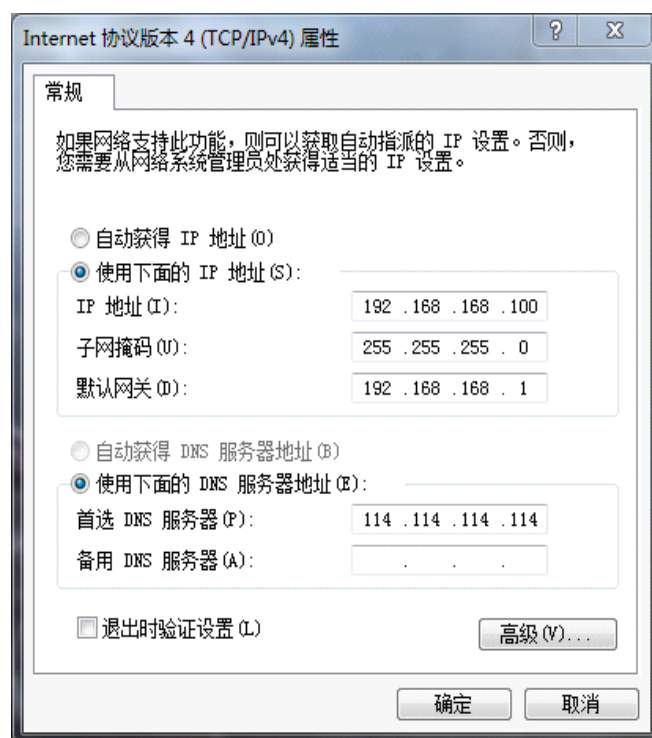 Internet 协议版本 4 (TCP/IPv4) 属性
常规
如果网络支持此功能，则可以获取自动指派的 IP 设置。否则，
您需要从网络系统管理员处获得适当的 IP 设置。
自动获得 IP 地址(O)
使用下面的 IP 地址(S):
IP 地址(I): 192 .168 .168 .100
子网掩码(U): 255 .255 .255 . 0
默认网关(D): 192 .168 .168 . 1
自动获得 DNS 服务器地址(B)
使用下面的 DNS 服务器地址(E):
首选 DNS 服务器(P): 114 .114 .114 .114
备用 DNS 服务器(A): . . .
退出时验证设置(L)
高级(V)...
确定 取消